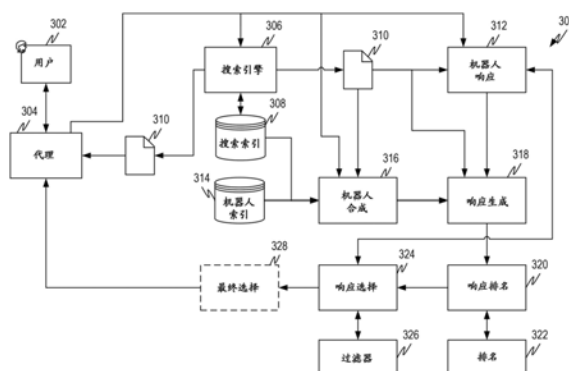 302
用户
304
代理
310
306
搜索引擎
308
搜索索引
314
机器人
索引
310
312
机器人
响应
30
316
机器人
合成
318
响应生成
328
最终选择
324
响应选择
320
响应排名
326
过滤器
322
排名